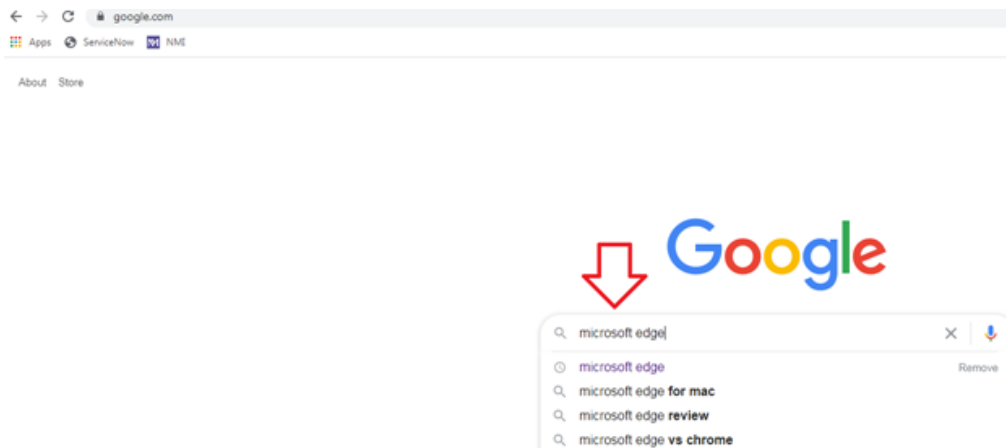 google.com
Apps ServiceNow NMI
About Store
Google
microsoft edge
microsoft edge Remove
microsoft edge for mac
microsoft edge review
microsoft edge vs chrome